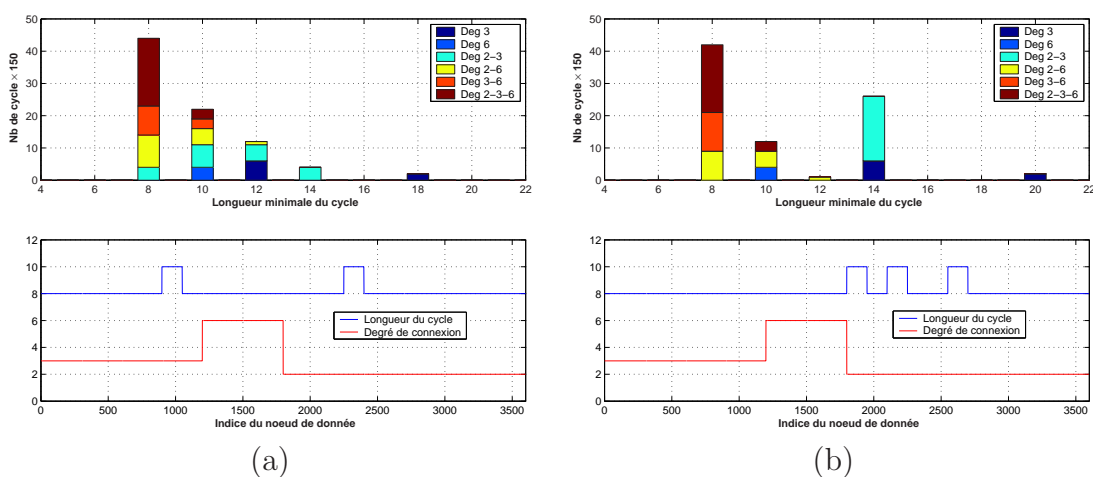 50
40
30
20
10
0
Nb de cycle × 150
4 6 8 10 12 14 16 18 20 22
Longueur minimale du cycle
Deg 3
Deg 6
Deg 2−3
Deg 2−6
Deg 3−6
Deg 2−3−6
50
40
30
20
10
0
Nb de cycle × 150
4 6 8 10 12 14 16 18 20 22
Longueur minimale du cycle
Deg 3
Deg 6
Deg 2−3
Deg 2−6
Deg 3−6
Deg 2−3−6
12
10
8
6
4
2
0
0 500 1000 1500 2000 2500 3000 3500
Indice du noeud de donnée
Longueur du cycle
Degré de connexion
12
10
8
6
4
2
0
0 500 1000 1500 2000 2500 3000 3500
Indice du noeud de donnée
Longueur du cycle
Degré de connexion
(a)
(b)